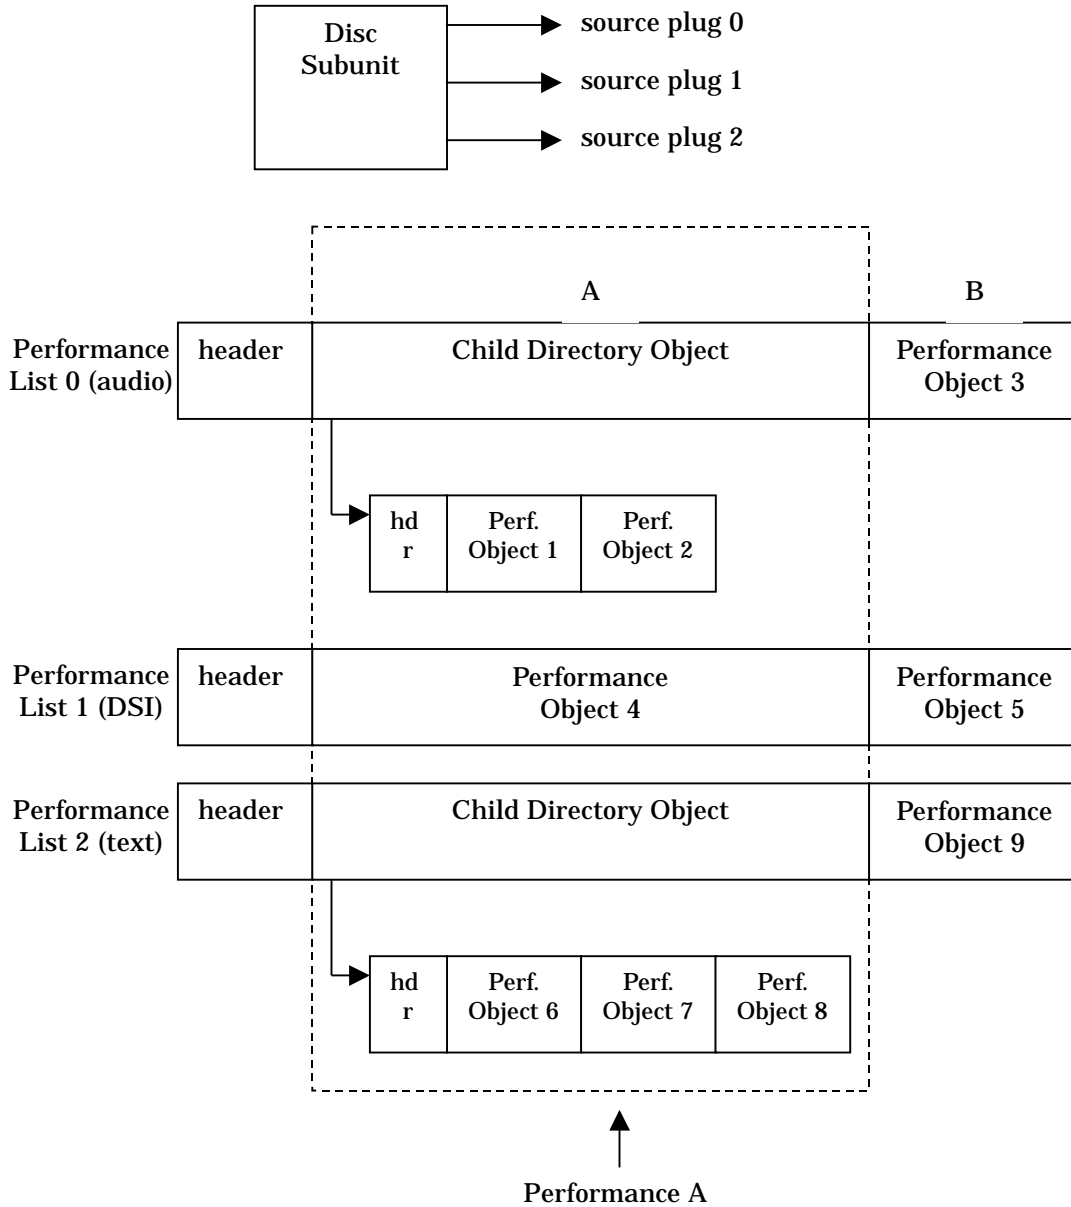 Disc
Subunit
source plug 0
source plug 1
source plug 2
A
B
Performance
List 0 (audio)
header
Child Directory Object
Performance
Object 3
hd
r
Perf.
Object 1
Perf.
Object 2
Performance
List 1 (DSI)
header
Performance
Object 4
Performance
Object 5
Performance
List 2 (text)
header
Child Directory Object
Performance
Object 9
hd
r
Perf.
Object 6
Perf.
Object 7
Perf.
Object 8
Performance A